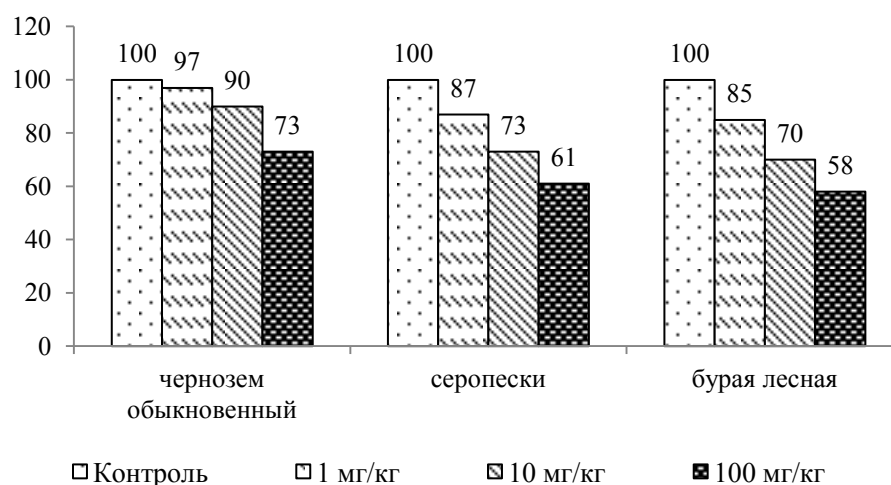 120
100
80
60
40
20
0
100 97 90 73
100 87 73 61
100 85 70 58
чернозем
обыкновенный
серопески
бурая лесная
Контроль 1 мг/кг 10 мг/кг 100 мг/кг